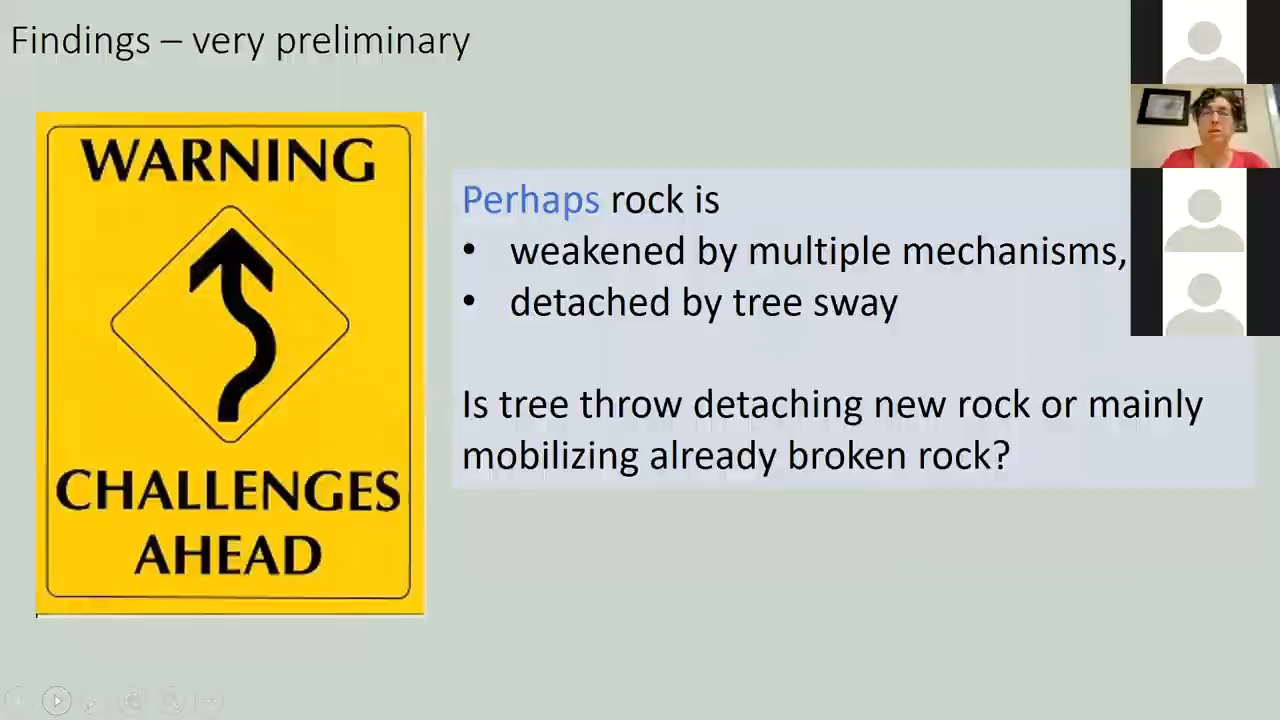 Findings – very preliminary
WARNING
CHALLENGES
AHEAD
Perhaps rock is
• weakened by multiple mechanisms,
• detached by tree sway
Is tree throw detaching new rock or mainly
mobilizing already broken rock?